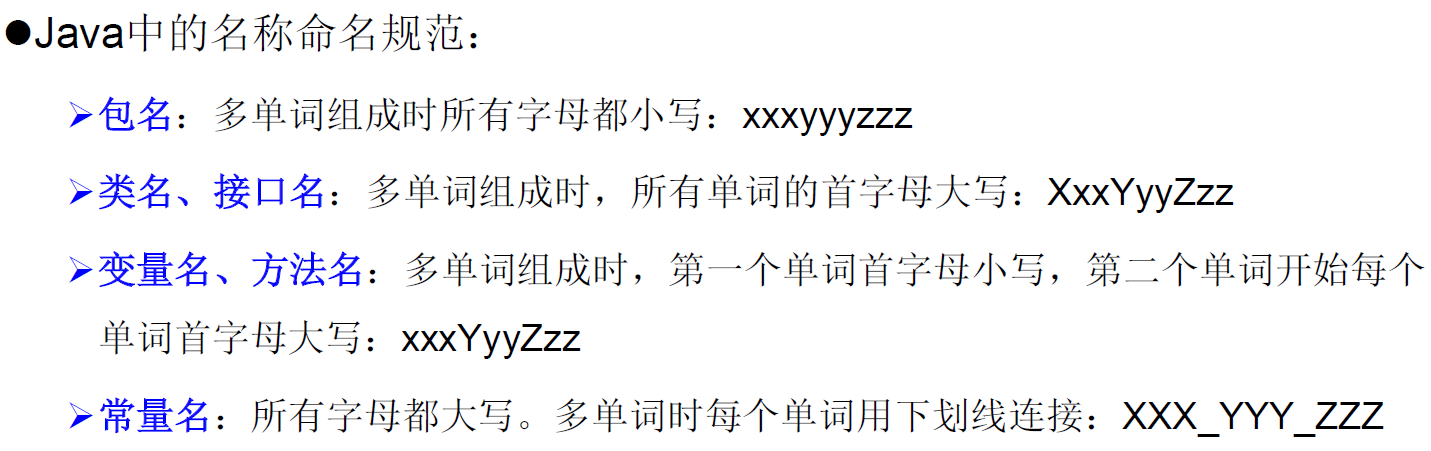 ●Java中的名称命名规范：
➢包名：多单词组成时所有字母都小写：xxxyyyzzz
➢类名、接口名：多单词组成时，所有单词的首字母大写：XxxYyyZzz
➢变量名、方法名：多单词组成时，第一个单词首字母小写，第二个单词开始每个
单词首字母大写：xxxYyyZzz
➢常量名：所有字母都大写。多单词时每个单词用下划线连接：XXX_YYY_ZZZ